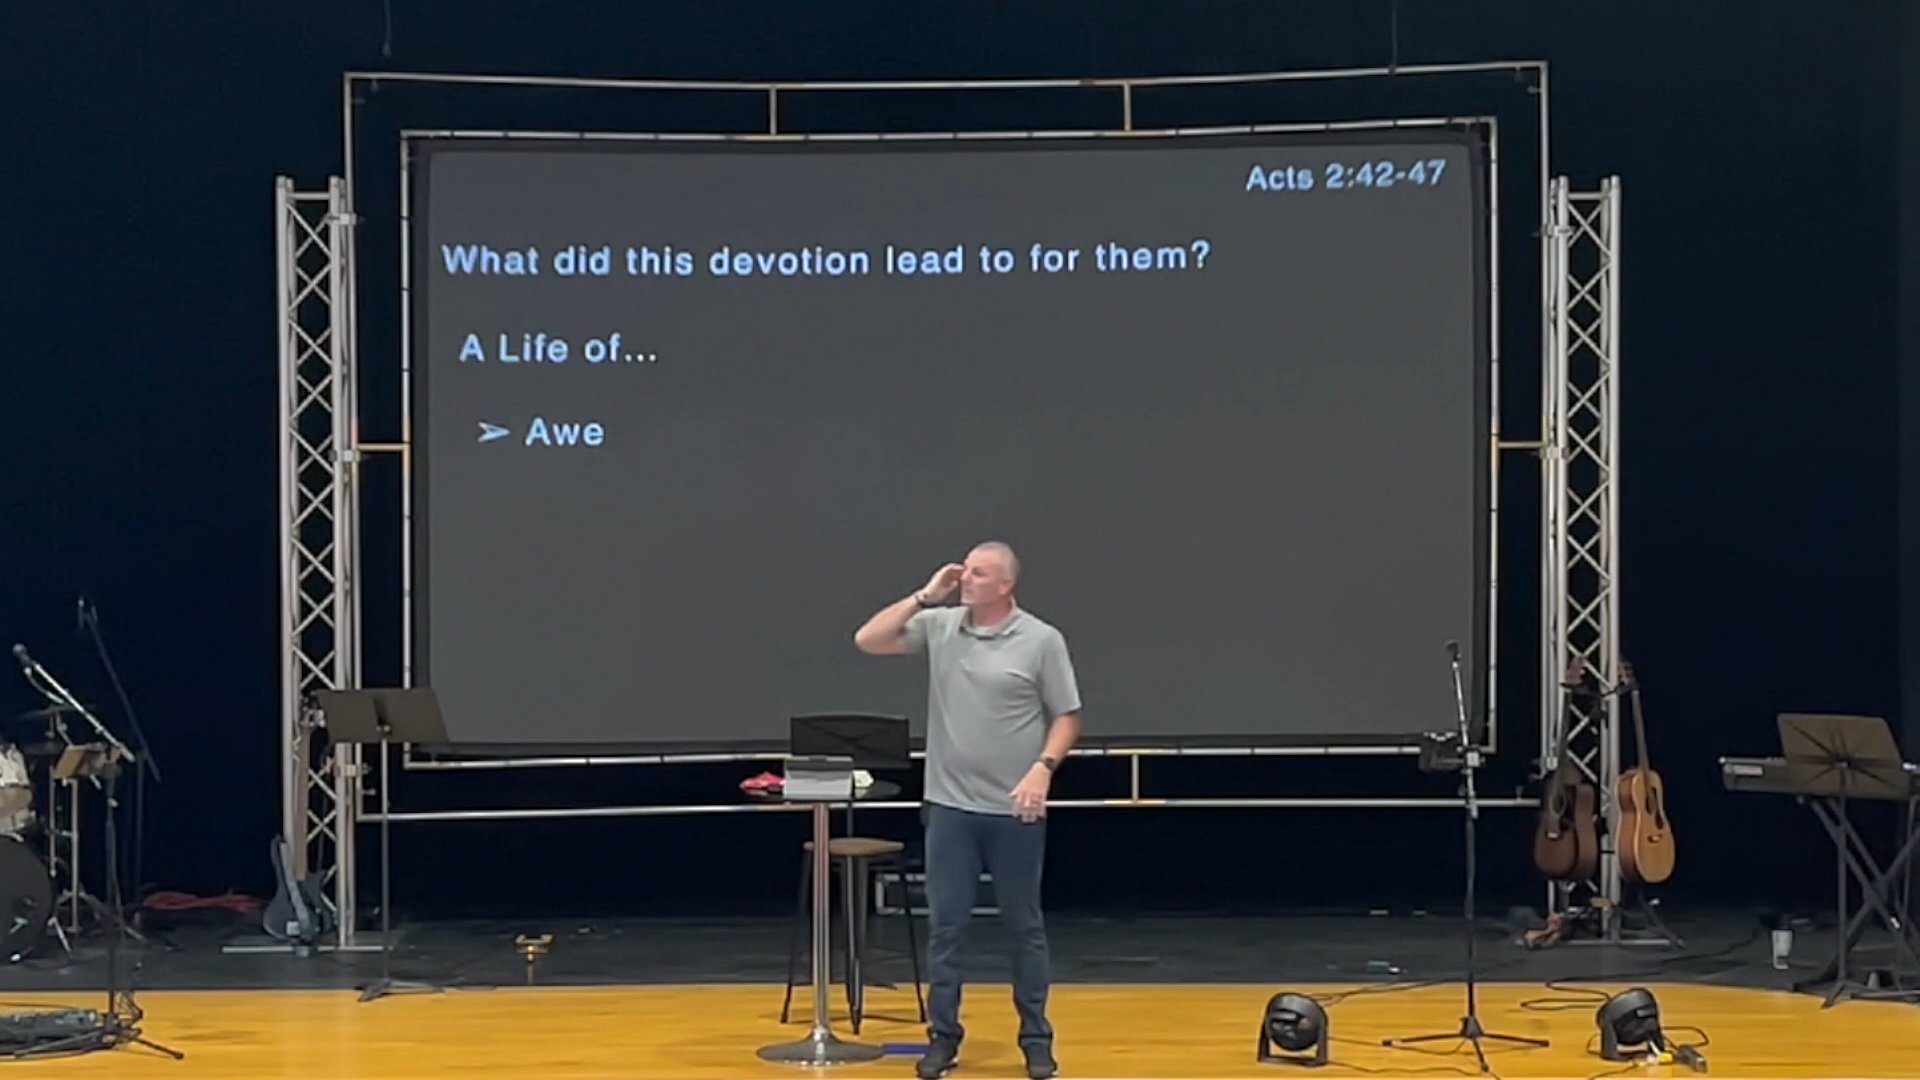 Acts 2:42-47
What did this devotion lead to for them?
A Life of...
➢ Awe